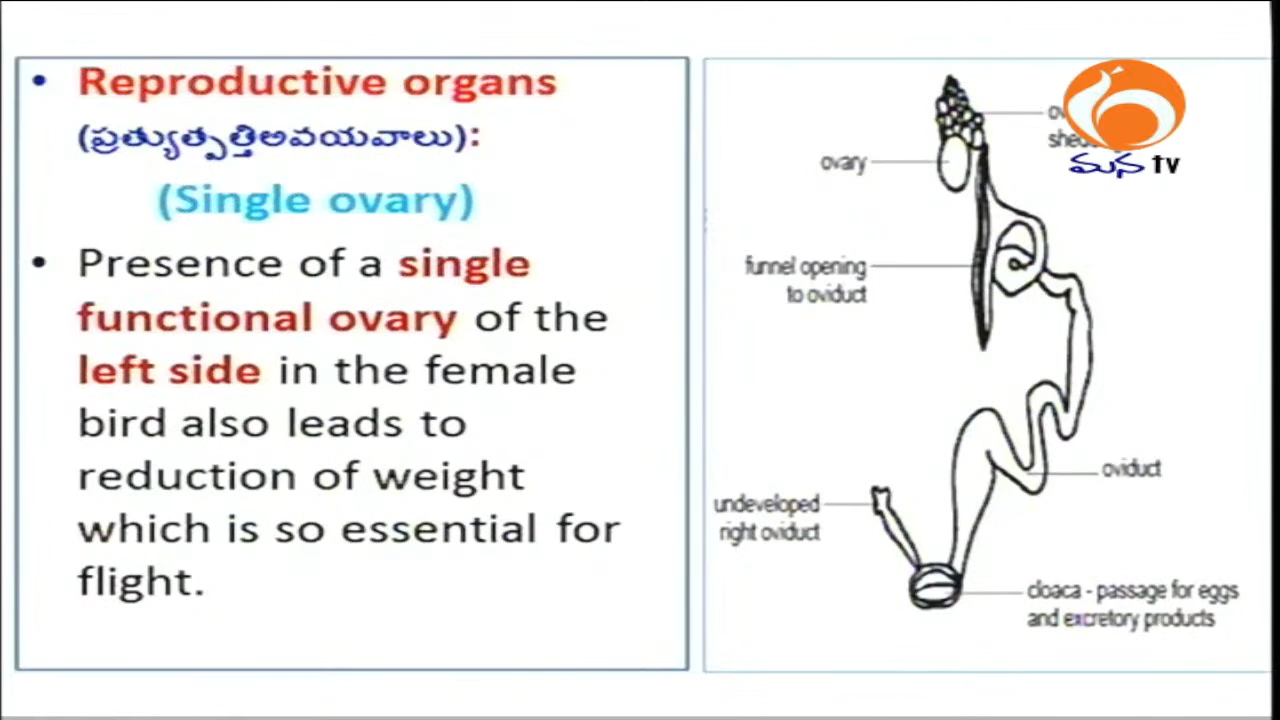 • Reproductive organs
(ప్రత్యుత్పత్తిఅవయవాలు):
(Single ovary)
• Presence of a single
functional ovary of the
left side in the female
bird also leads to
reduction of weight
which is so essential for
flight.
ovary
funnel opening
to oviduct
undeveloped
right oviduct
oviduct
cloaca - passage for eggs
and excretory products
మన tv